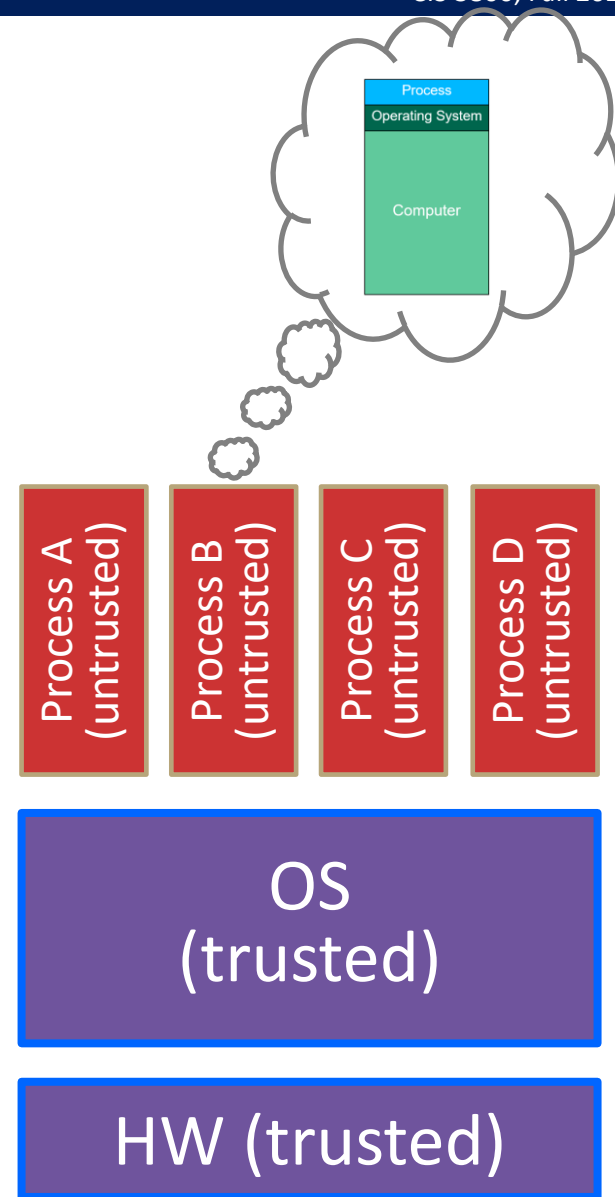 Process
Operating System
Computer
Process A
(untrusted)
Process B
(untrusted)
Process C
(untrusted)
Process D
(untrusted)
OS
(trusted)
HW (trusted)